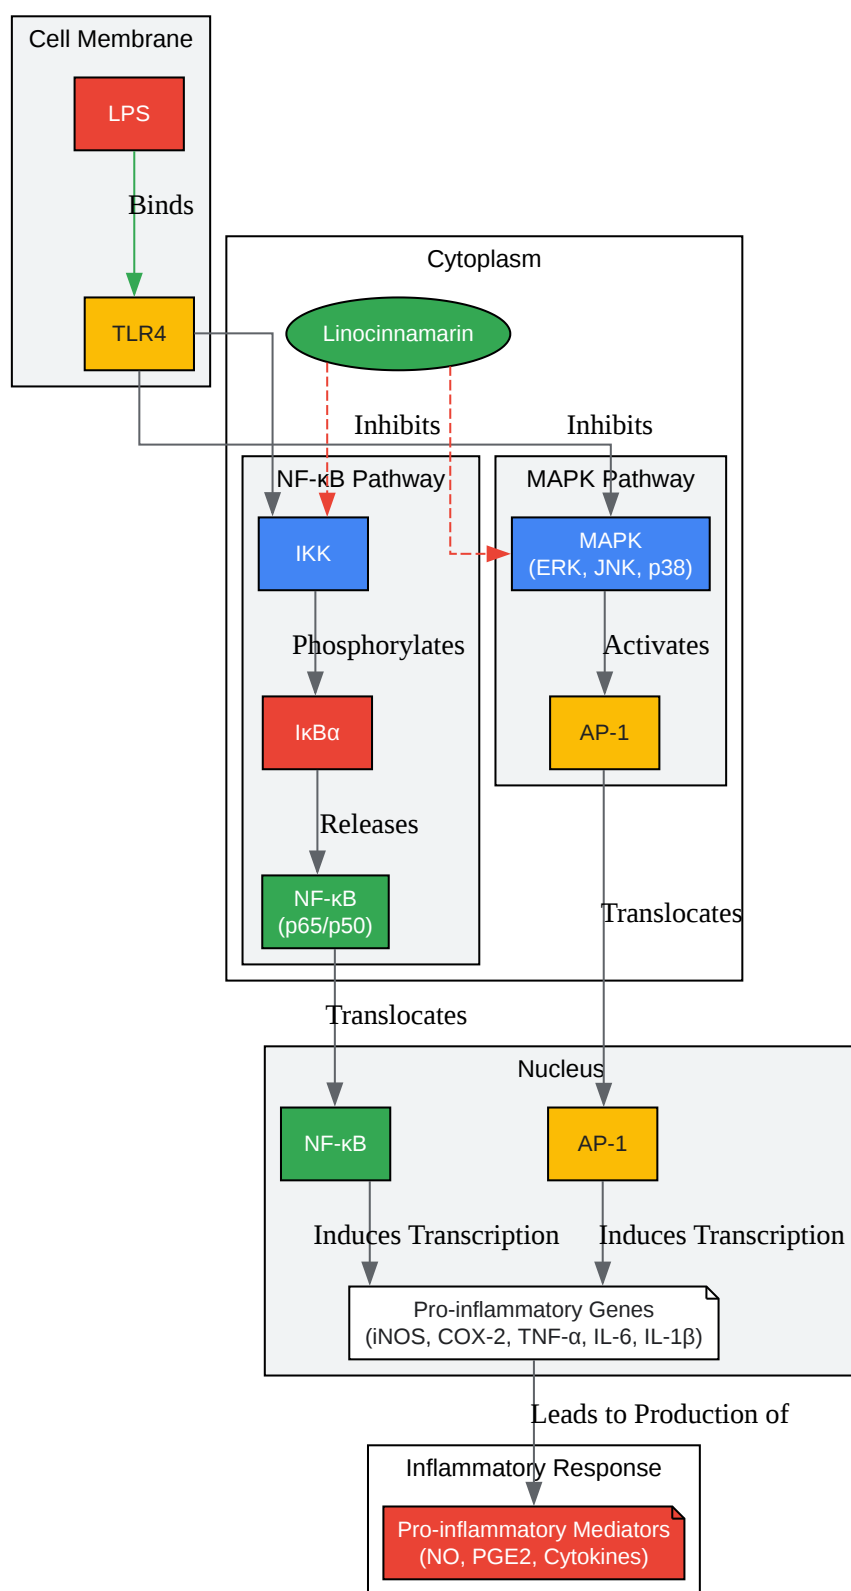 Cell Membrane
LPS
Binds
TLR4
Cytoplasm
Linocinnamarin
Inhibits
Inhibits
NF-κB Pathway
MAPK Pathway
IKK
MAPK
(ERK, JNK, p38)
Phosphorylates
Activates
IκBα
AP-1
Releases
NF-κB
(p65/p50)
Translocates
Translocates
Nucleus
NF-κB
AP-1
Induces Transcription
Induces Transcription
Pro-inflammatory Genes
(iNOS, COX-2, TNF-α, IL-6, IL-1β)
Leads to Production of
Inflammatory Response
Pro-inflammatory Mediators
(NO, PGE2, Cytokines)